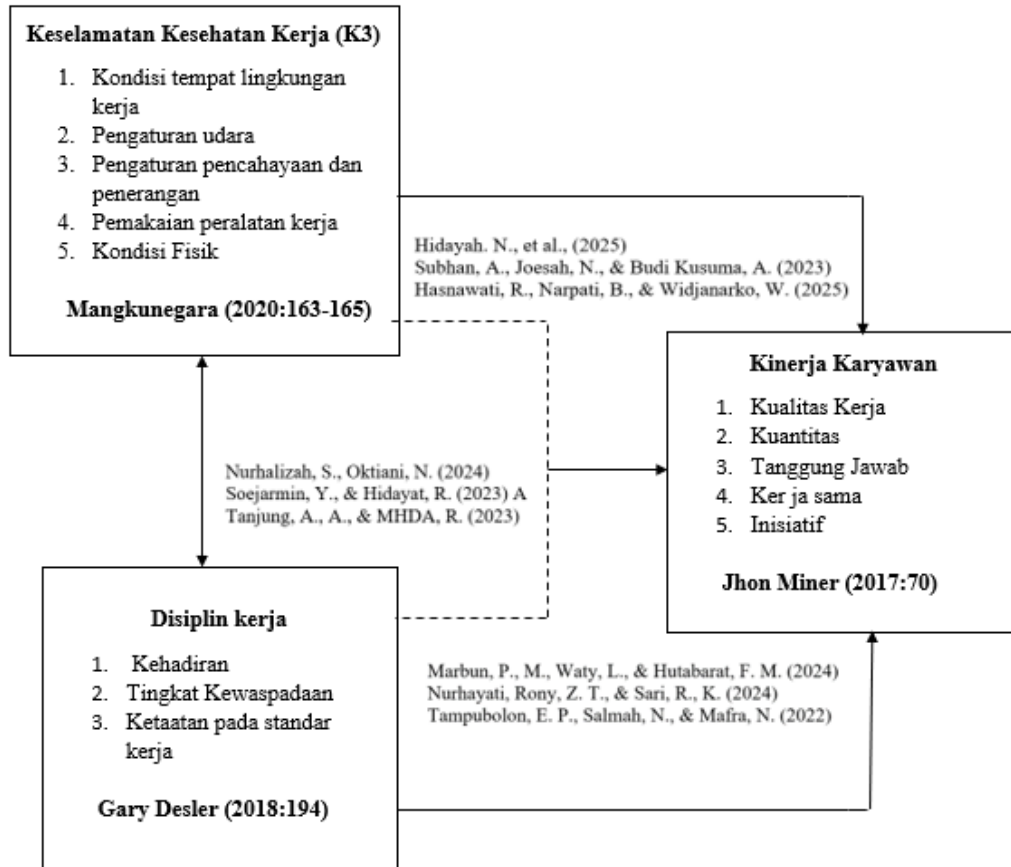 Keselamatan Kesehatan Kerja (K3)
1. Kondisi tempat lingkungan
kerja
2. Pengaturan udara
3. Pengaturan pencahayaan dan
penerangan
4. Pemakaian peralatan kerja
5. Kondisi Fisik
Mangkunegara (2020:163-165)
Hidayah. N., et al., (2025)
Subhan, A., Joesah, N., & Budi Kusuma, A. (2023)
Hasnawati, R., Narpati, B., & Widjanarko, W. (2025)
Kinerja Karyawan
1. Kualitas Kerja
2. Kuantitas
3. Tanggung Jawab
4. Ker ja sama
5. Inisiatif
Jhon Miner (2017:70)
Nurhalizah, S., Oktiani, N. (2024)
Soejarmin, Y., & Hidayat, R. (2023) A
Tanjung, A., A., & MHDA, R. (2023)
Disiplin kerja
1. Kehadiran
2. Tingkat Kewaspadaan
3. Ketaatan pada standar
kerja
Gary Desler (2018:194)
Marbun, P., M., Waty, L., & Hutabarat, F. M. (2024)
Nurhayati, Rony, Z. T., & Sari, R., K. (2024)
Tampubolon, E. P., Salmah, N., & Mafra, N. (2022)